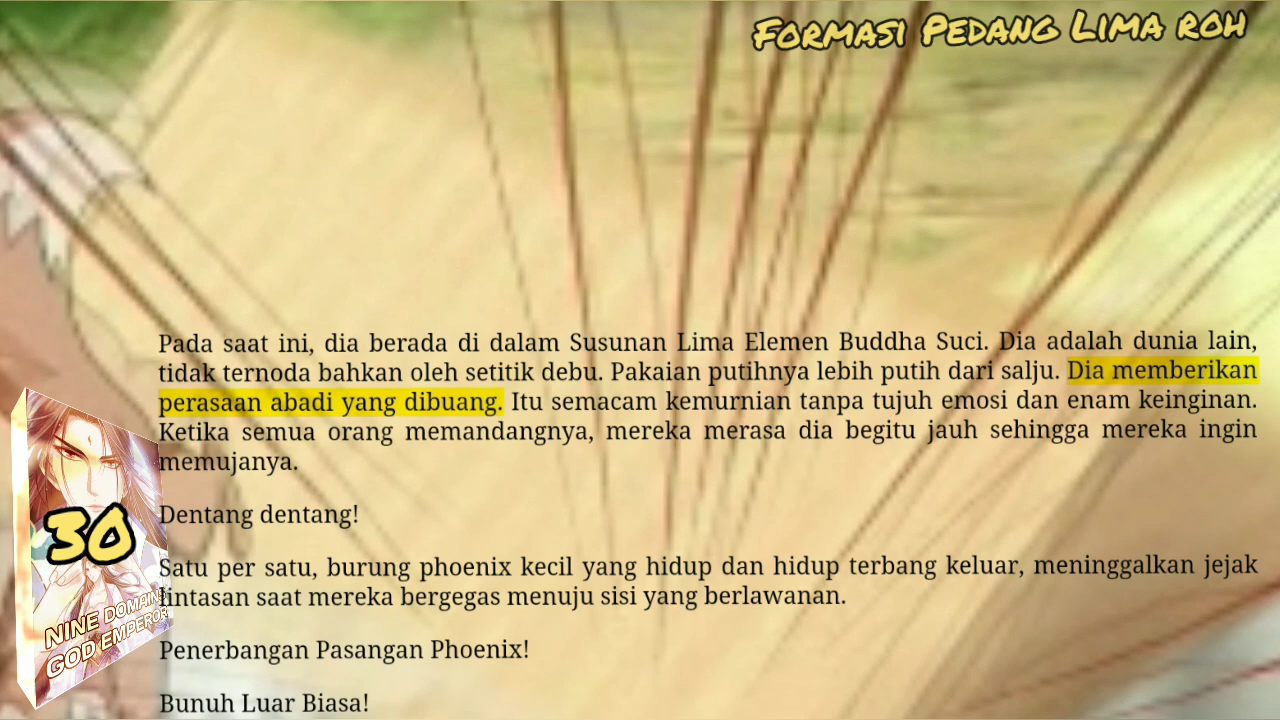 Formasi Pedang Lima roh
Pada saat ini, dia berada di dalam Susunan Lima Elemen Buddha Suci. Dia adalah dunia lain,
tidak ternoda bahkan oleh setitik debu. Pakaian putihnya lebih putih dari salju. Dia memberikan
perasaan abadi yang dibuang. Itu semacam kemurnian tanpa tujuh emosi dan enam keinginan.
Ketika semua orang memandangnya, mereka merasa dia begitu jauh sehingga mereka ingin
memujanya.
Dentang dentang!
Satu per satu, burung phoenix kecil yang hidup dan hidup terbang keluar, meninggalkan jejak
lintasan saat mereka bergegas menuju sisi yang berlawanan.
Penerbangan Pasangan Phoenix!
Bunuh Luar Biasa!
30
NINE DOMAIN
GOD EMPEROR